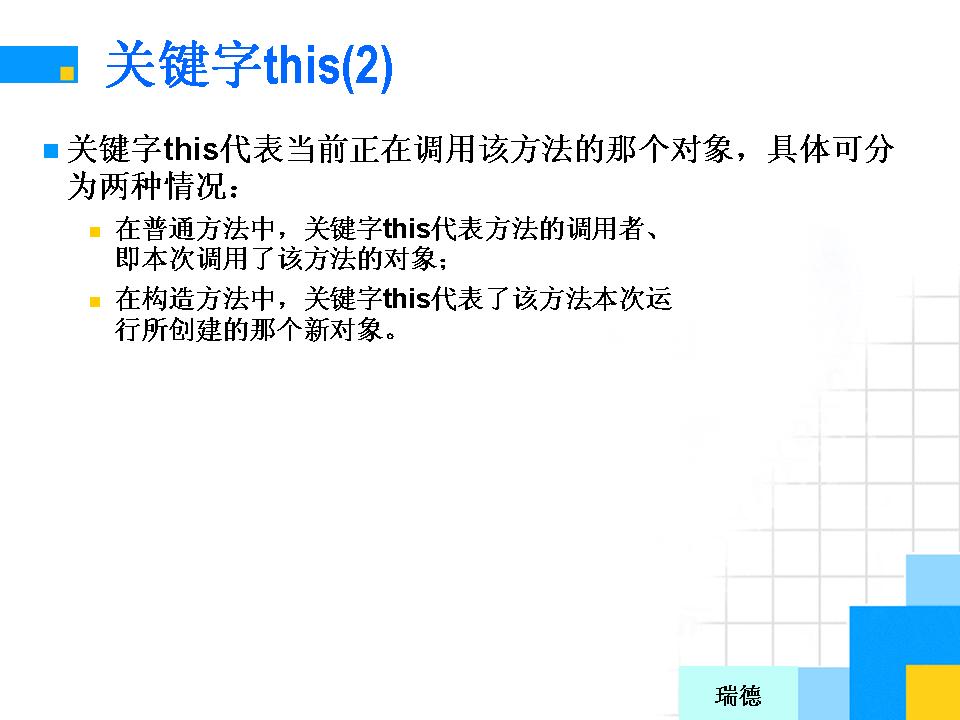 关键字this(2)
关键字this代表当前正在调用该方法的那个对象，具体可分
为两种情况：
在普通方法中，关键字this代表方法的调用者、
即本次调用了该方法的对象；
在构造方法中，关键字this代表了该方法本次运
行所创建的那个新对象。
瑞德